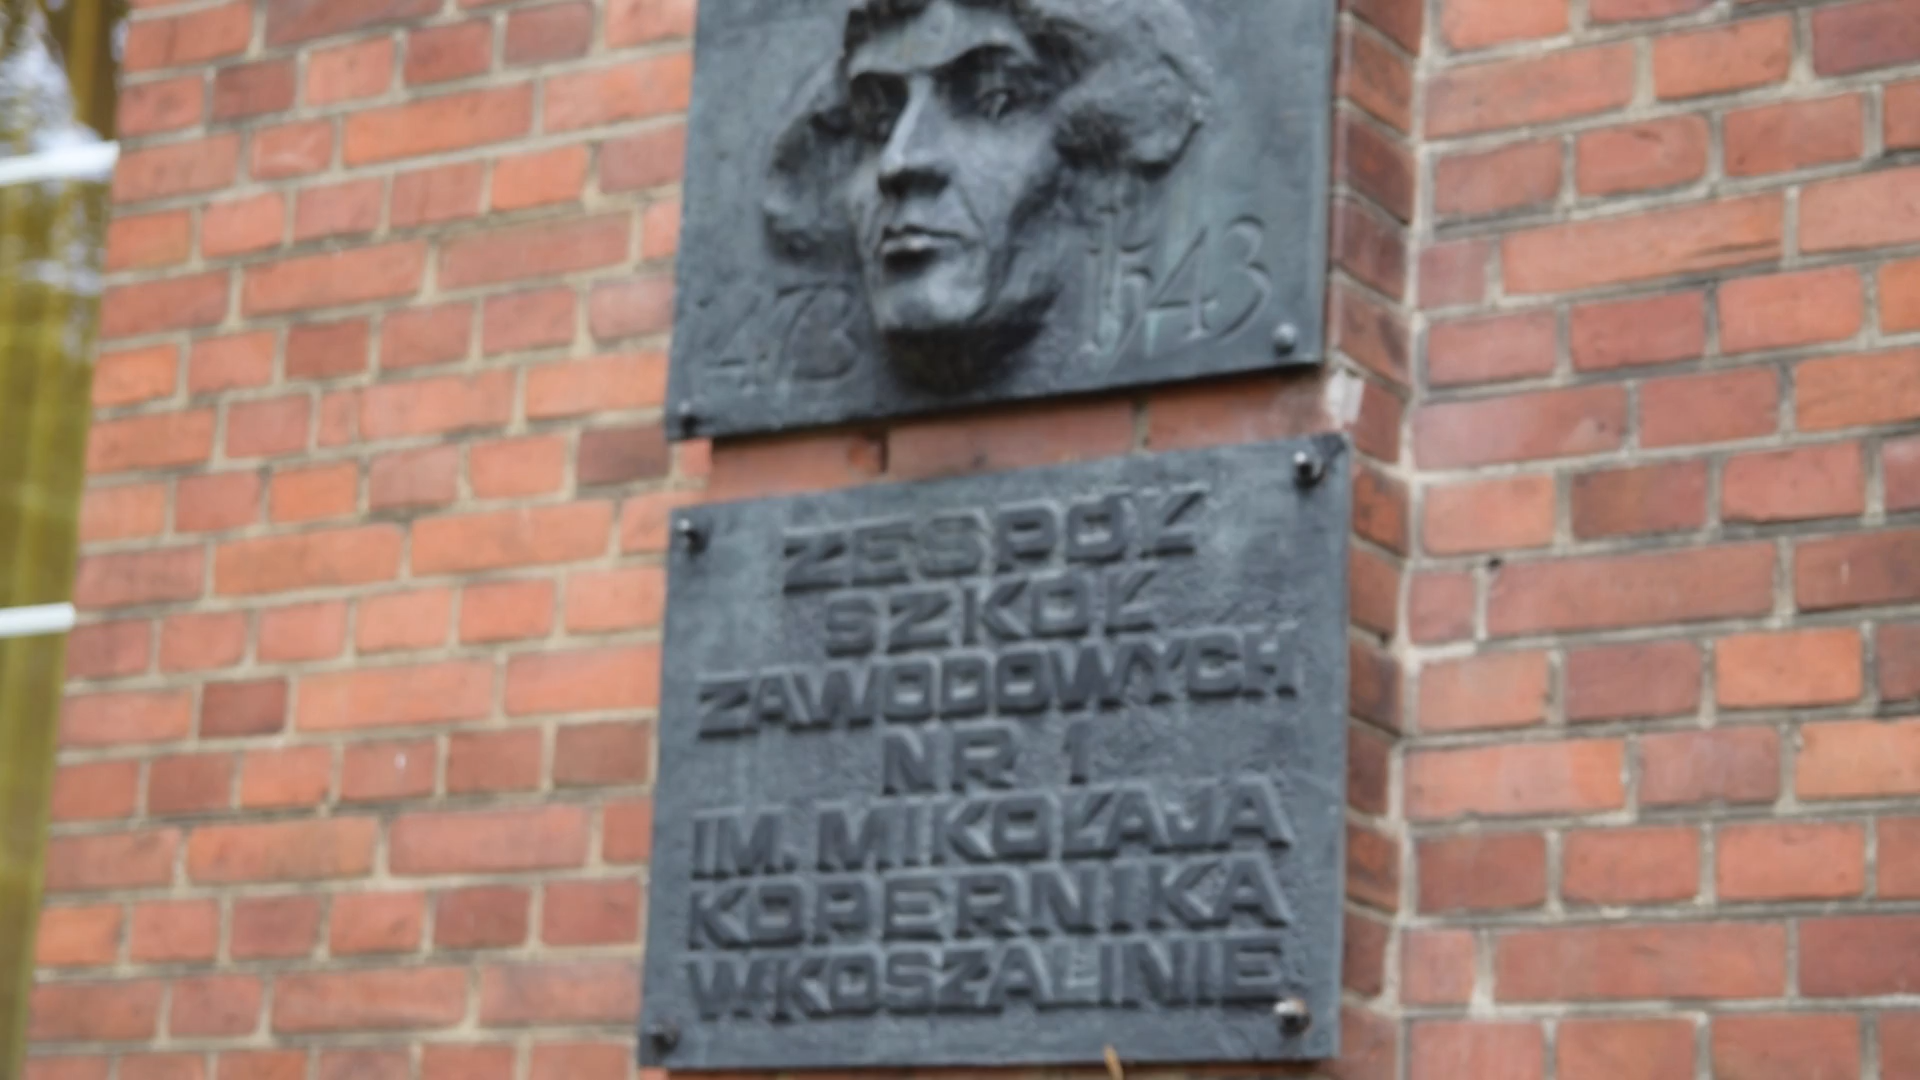 1473 1543
ZESPÓŁ
SZKÓŁ
ZAWODOWYCH
NR 1
IM. MIKOŁAJA
KOPERNIKA
W KOSZALINIE